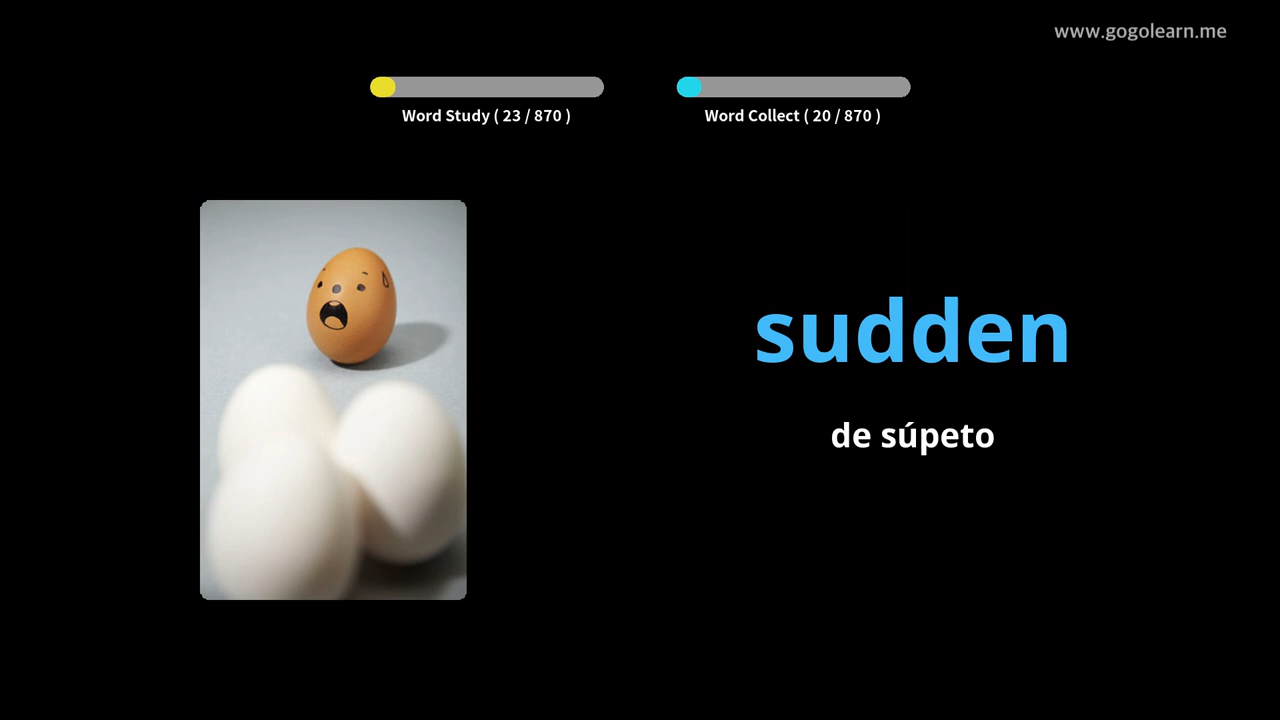 www.gogolearn.me
Word Study ( 23 / 870 )
Word Collect ( 20 / 870 )
sudden
de súpeto